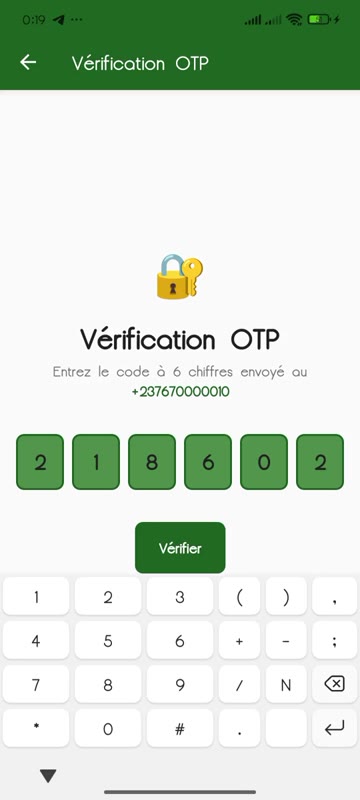 0:19
Vérification OTP
Vérification OTP
Entrez le code à 6 chiffres envoyé au
+237670000010
2 1 8 6 0 2
Vérifier
1 2 3 ( ) ,
4 5 6 + - ;
7 8 9 / N
* 0 # .